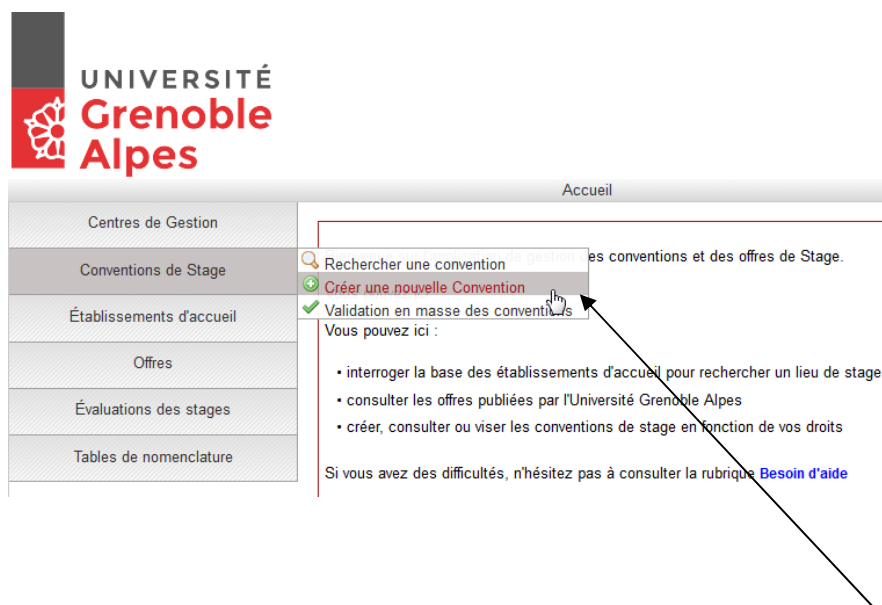 UNIVERSITÉ
Grenoble
Alpes
Accueil
Centres de Gestion
Conventions de Stage
Établissements d'accueil
Offres
Évaluations des stages
Tables de nomenclature
Rechercher une convention
Créer une nouvelle Convention
Validation en masse des conventions
de gestion des conventions et des offres de Stage.
Vous pouvez ici :
• interroger la base des établissements d'accueil pour rechercher un lieu de stage
• consulter les offres publiées par l'Université Grenoble Alpes
• créer, consulter ou viser les conventions de stage en fonction de vos droits
Si vous avez des difficultés, n'hésitez pas à consulter la rubrique Besoin d'aide